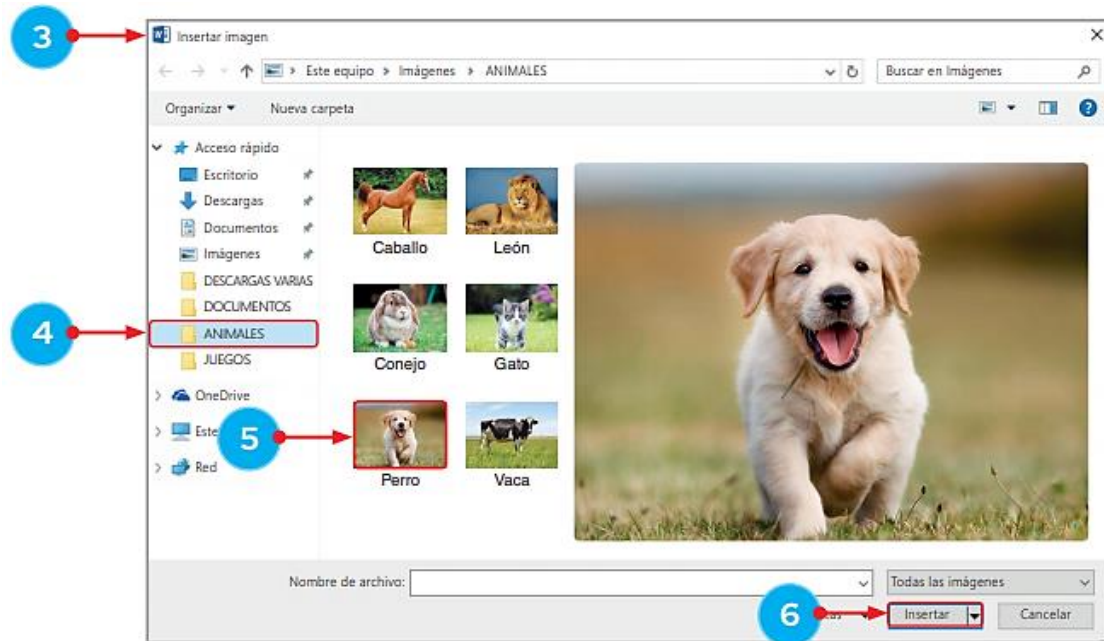 3
Insertar imagen
Este equipo > Imágenes > ANIMALES
Buscar en Imágenes
Organizar
Nueva carpeta
Acceso rápido
Escritorio
Descargas
Documentos
Imágenes
DESCARGAS VARIAS
DOCUMENTOS
4
ANIMALES
JUEGOS
OneDrive
Este
5
Red
Caballo
León
Conejo
Gato
Perro
Vaca
Nombre de archivo:
Todas las imágenes
6
Insertar
Cancelar